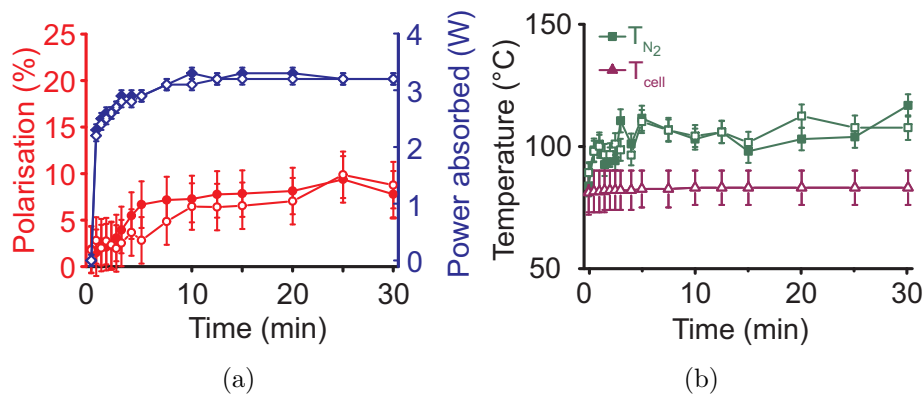 25
20
15
10
5
0
Polarisation (%)
4
3
2
1
0
Power absorbed (W)
0
10
20
30
Time (min)
(a)
T_N2
T_cell
150
100
50
Temperature (°C)
0
10
20
30
Time (min)
(b)